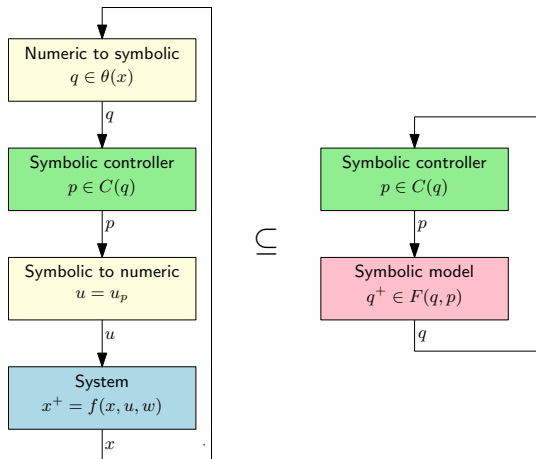 Numeric to symbolic
q ∈ θ(x)
q
Symbolic controller
p ∈ C(q)
p
Symbolic to numeric
u = u_p
u
System
x⁺ = f(x, u, w)
x
⊆
Symbolic controller
p ∈ C(q)
p
Symbolic model
q⁺ ∈ F(q, p)
q